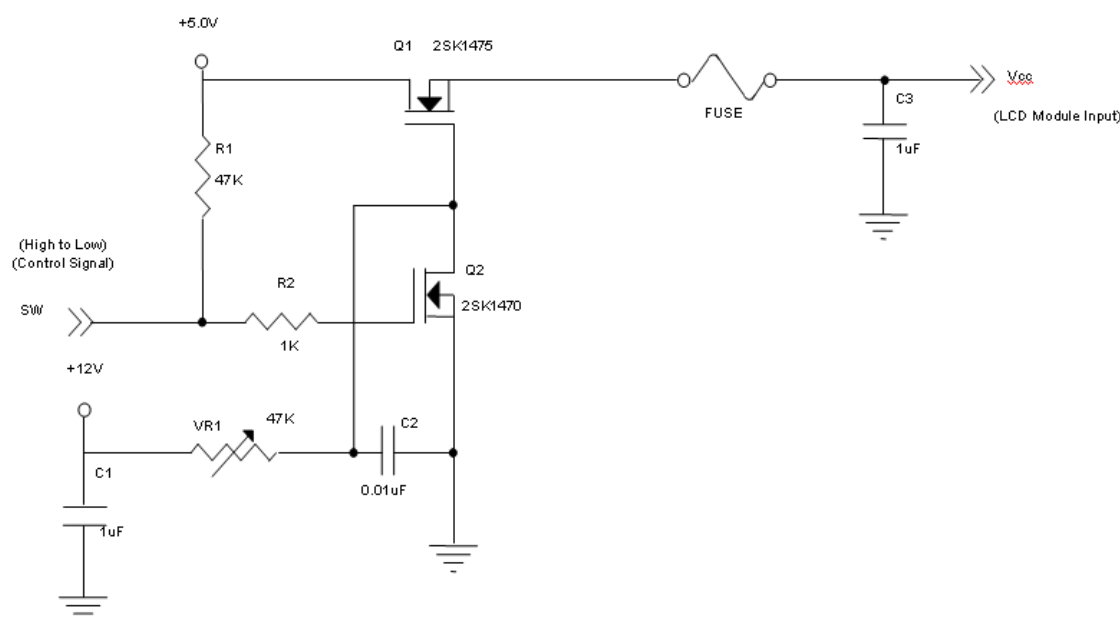 +5.0V
Q1 2SK1475
Vcc
FUSE
C3
(LCD Module Input)
1uF
R1
47K
(High to Low)
(Control Signal)
SW
R2
Q2
2SK1470
1K
+12V
VR1
47K
C2
C1
0.01uF
1uF